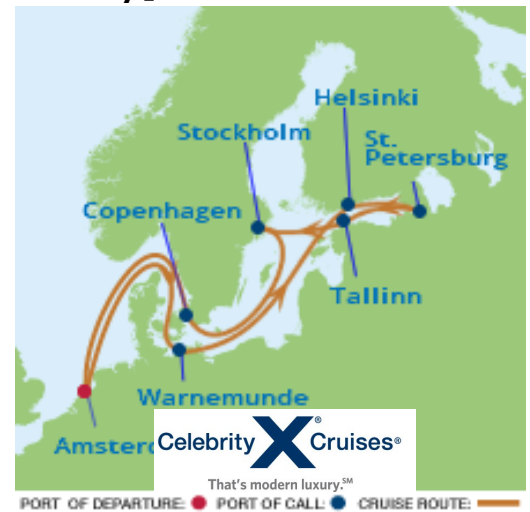 Helsinki
Stockholm
St.
Petersburg
Copenhagen
Tallinn
Warnemunde
Celebrity X Cruises®
That's modern luxury.SM
PORT OF DEPARTURE: PORT OF CALL: CRUISE ROUTE: